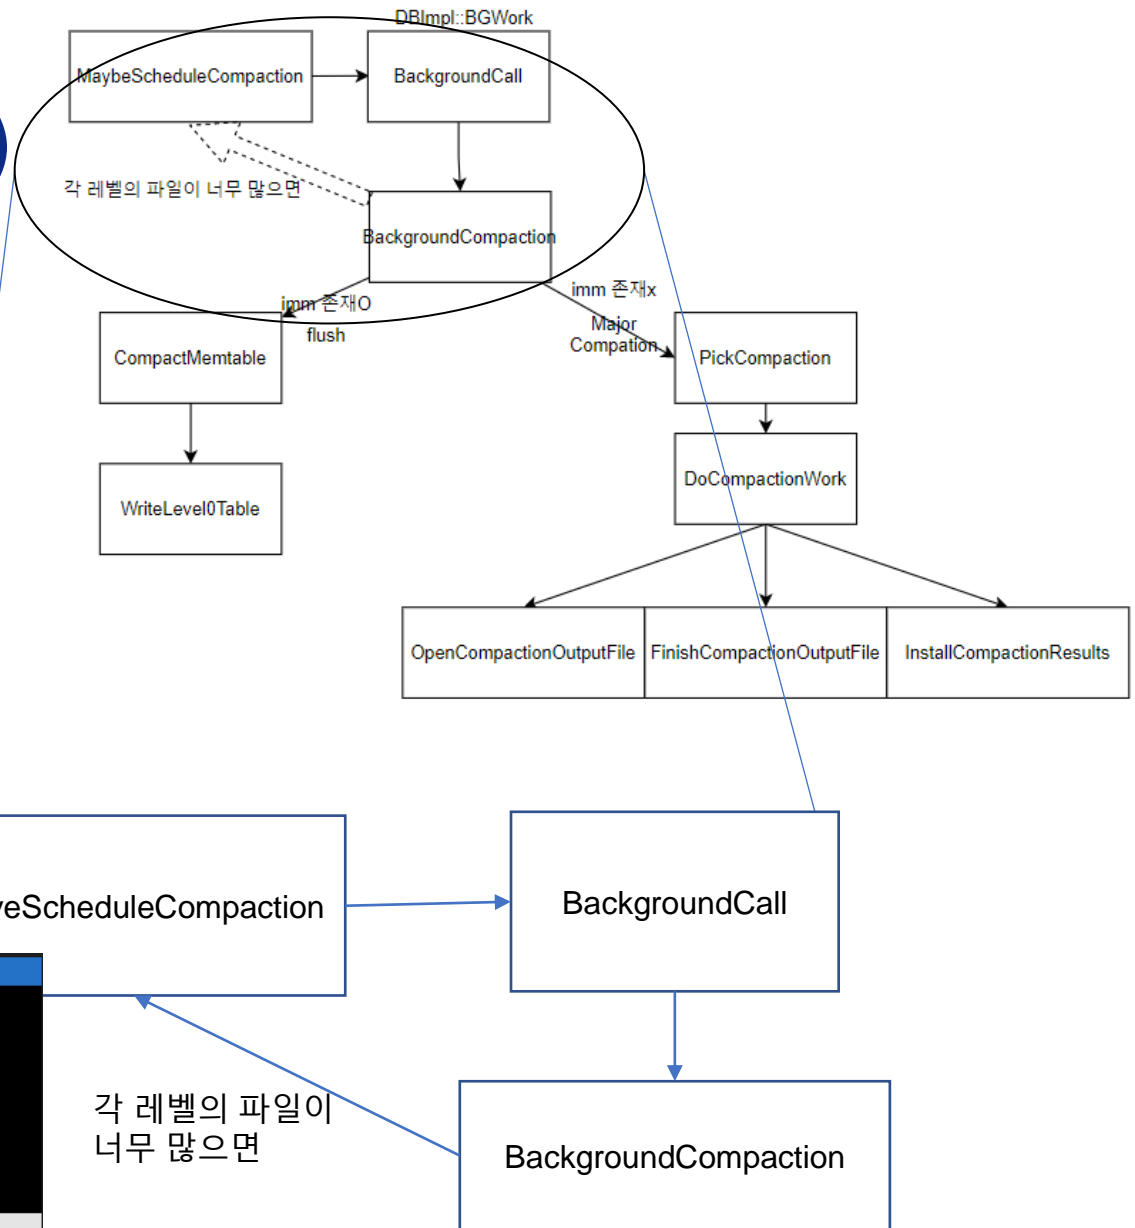 DBImpl::BGWork
MaybeScheduleCompaction
BackgroundCall
각 레벨의 파일이 너무 많으면
BackgroundCompaction
imm 존재O
flush
imm 존재x
Major
Compation
CompactMemtable
PickCompaction
WriteLevel0Table
DoCompactionWork
OpenCompactionOutputFile
FinishCompactionOutputFile
InstallCompactionResults
eScheduleCompaction
BackgroundCall
각 레벨의 파일이
너무 많으면
BackgroundCompaction